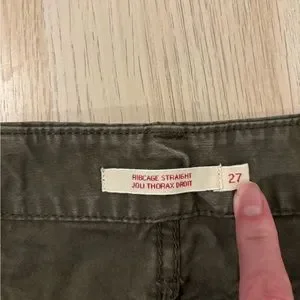 RIBCAGE STRAIGHT
JOLI THORAX DROIT
27